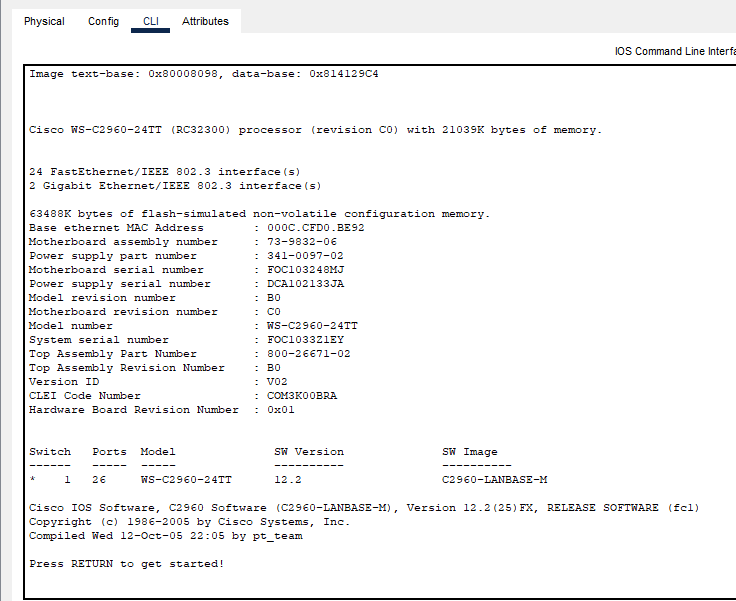 Physical Config CLI Attributes
IOS Command Line Interfa
Image text-base: 0x80008098, data-base: 0x814129C4
Cisco WS-C2960-24TT (RC32300) processor (revision C0) with 21039K bytes of memory.
24 FastEthernet/IEEE 802.3 interface(s)
2 Gigabit Ethernet/IEEE 802.3 interface(s)
63488K bytes of flash-simulated non-volatile configuration memory.
Base ethernet MAC Address : 000C.CFD0.BE92
Motherboard assembly number : 73-9832-06
Power supply part number : 341-0097-02
Motherboard serial number : FOC103248MJ
Power supply serial number : DCA102133JA
Model revision number : B0
Motherboard revision number : C0
Model number : WS-C2960-24TT
System serial number : FOC1033Z1EY
Top Assembly Part Number : 800-26671-02
Top Assembly Revision Number : B0
Version ID : V02
CLEI Code Number : COM3K00BRA
Hardware Board Revision Number : 0x01
Switch Ports Model SW Version SW Image
------ ----- ----- ---------- ----------
* 1 26 WS-C2960-24TT 12.2 C2960-LANBASE-M
Cisco IOS Software, C2960 Software (C2960-LANBASE-M), Version 12.2(25)FX, RELEASE SOFTWARE (fc1)
Copyright (c) 1986-2005 by Cisco Systems, Inc.
Compiled Wed 12-Oct-05 22:05 by pt_team
Press RETURN to get started!